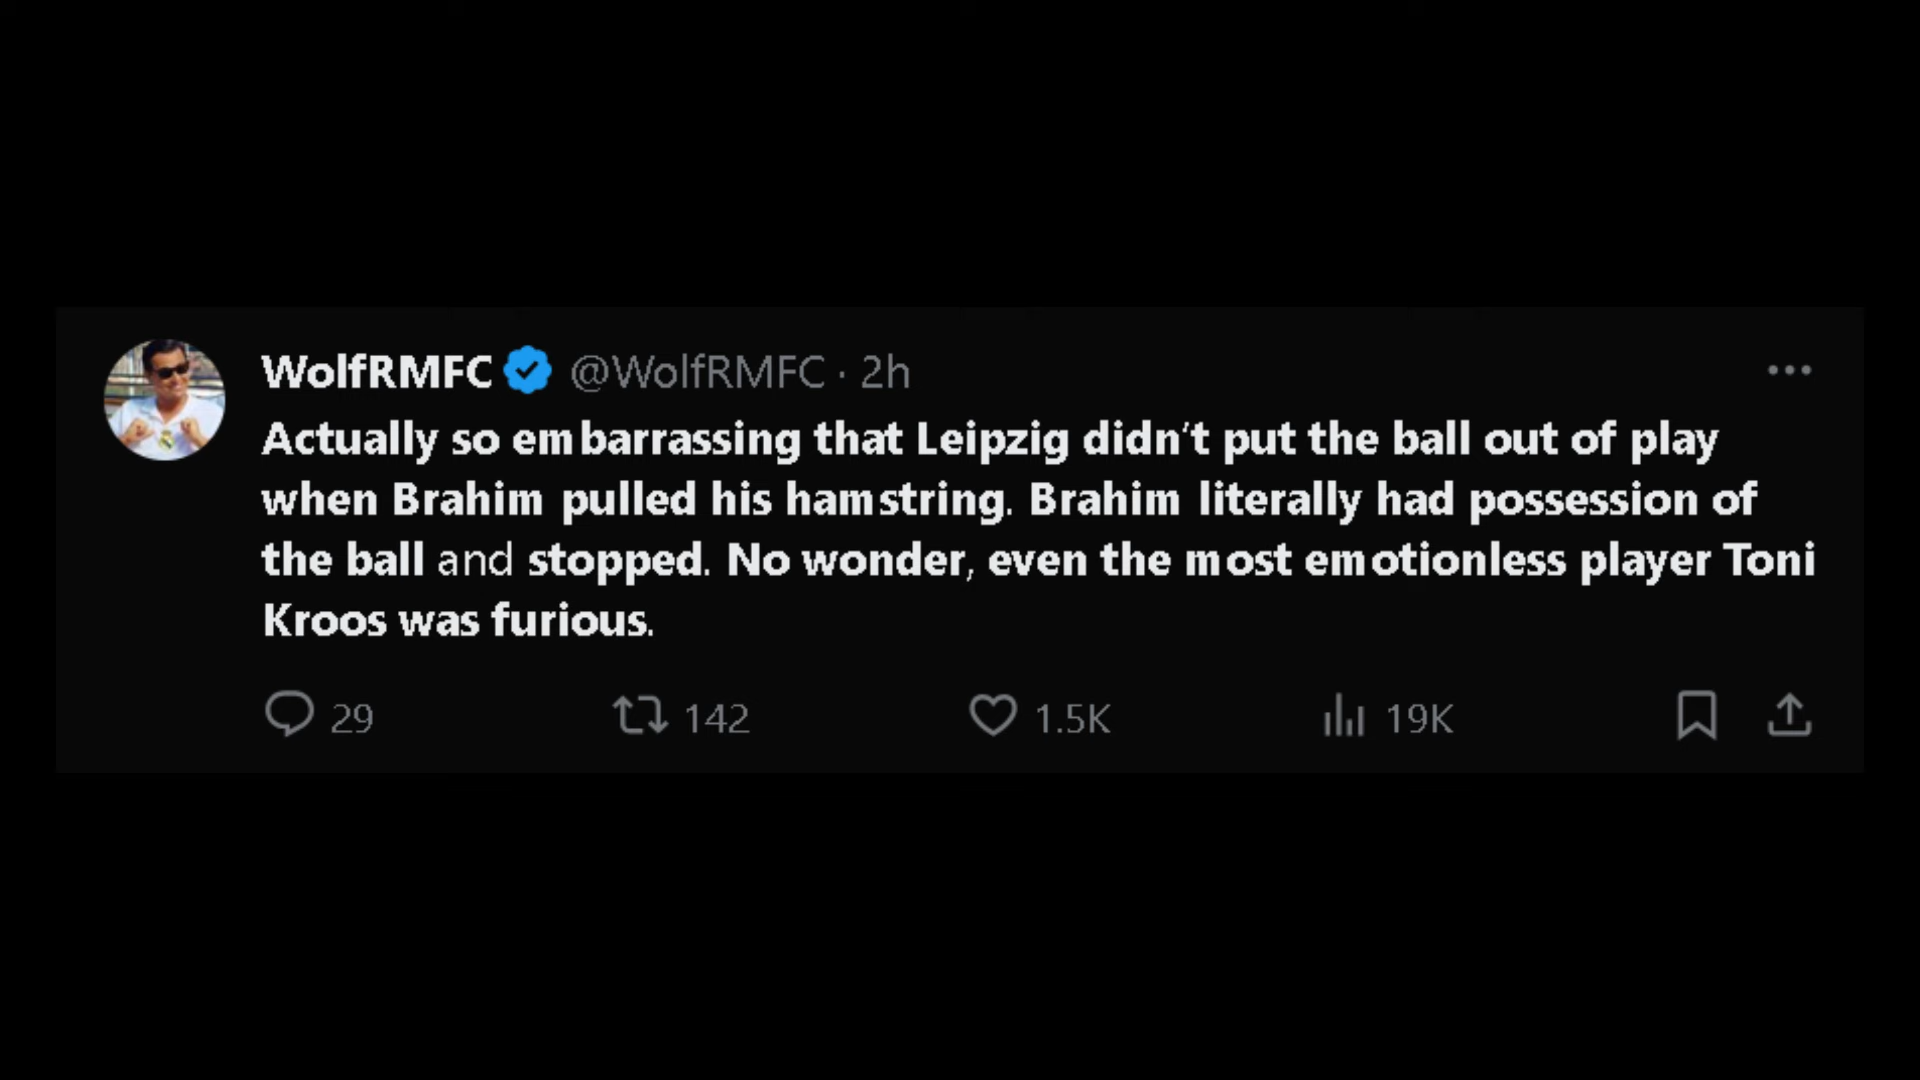 WolfRMFC @WolfRMFC · 2h
Actually so embarrassing that Leipzig didn't put the ball out of play
when Brahim pulled his hamstring. Brahim literally had possession of
the ball and stopped. No wonder, even the most emotionless player Toni
Kroos was furious.
29 142 1.5K 19K